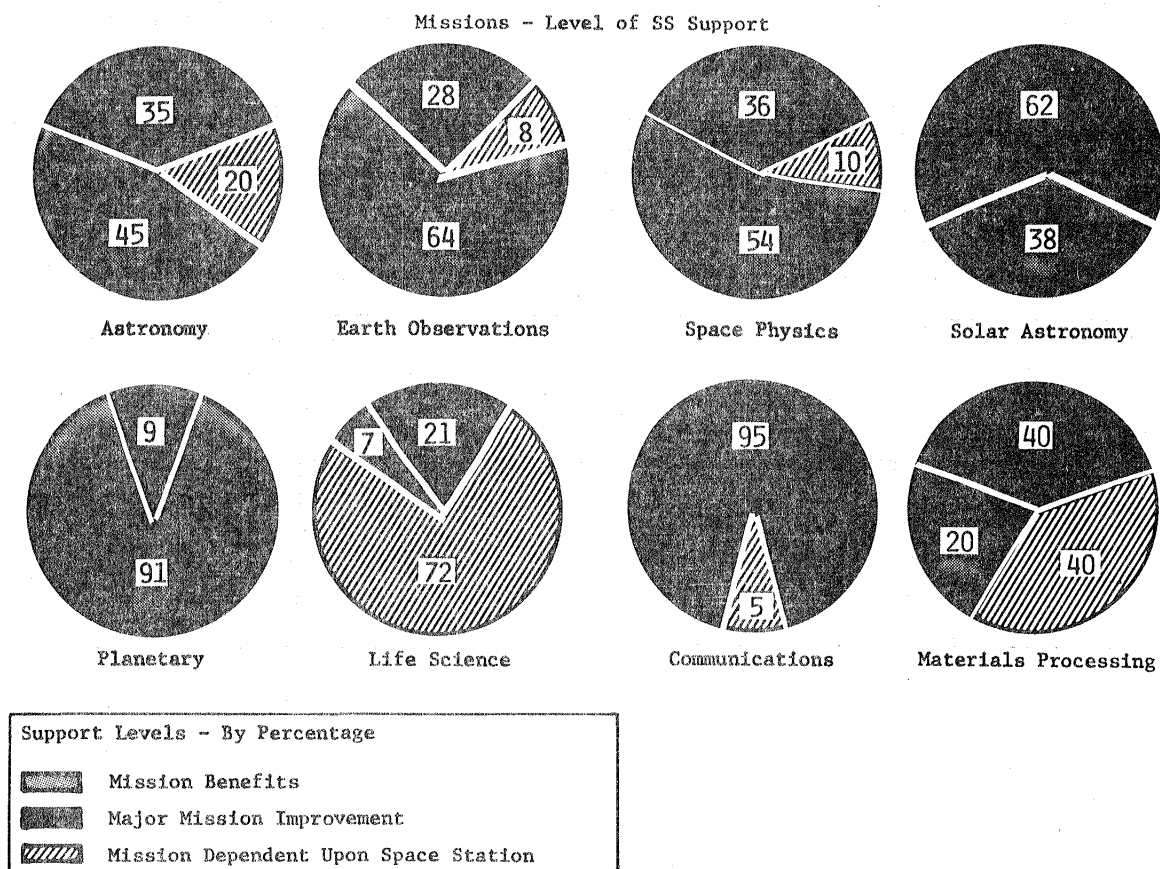 Missions - Level of SS Support
35
20
45
Astronomy
28
8
64
Earth Observations
36
10
54
Space Physics
62
38
Solar Astronomy
9
91
Planetary
7
21
72
Life Science
95
5
Communications
40
20
40
Materials Processing
Support Levels - By Percentage
Mission Benefits
Major Mission Improvement
Mission Dependent Upon Space Station